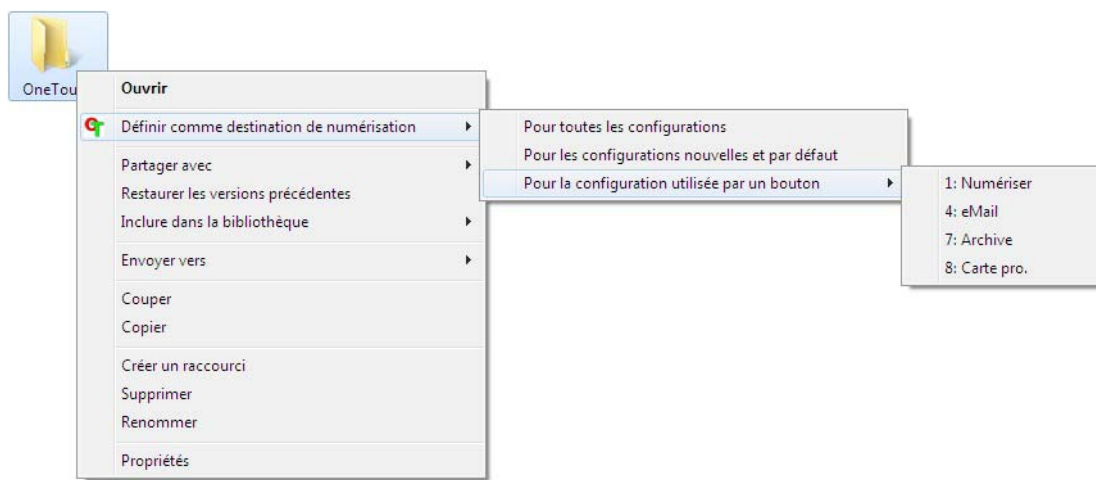 OneTou
Ouvrir
Définir comme destination de numérisation
Partager avec
Restaurer les versions précédentes
Inclure dans la bibliothèque
Envoyer vers
Couper
Copier
Créer un raccourci
Supprimer
Renommer
Propriétés
Pour toutes les configurations
Pour les configurations nouvelles et par défaut
Pour la configuration utilisée par un bouton
1: Numériser
4: eMail
7: Archive
8: Carte pro.